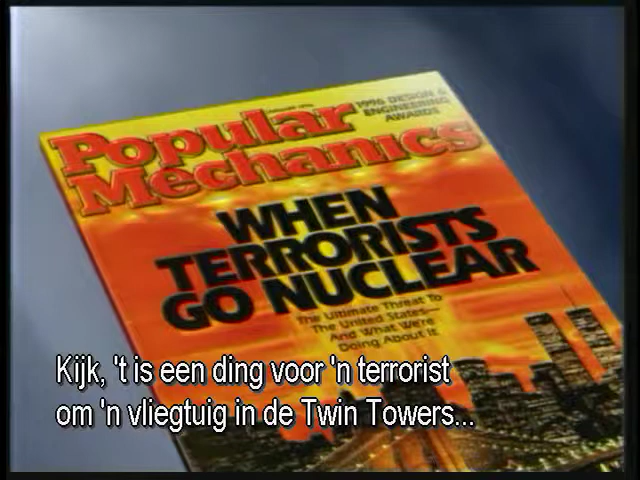 1996 DESIGN &
ENGINEERING
AWARDS
Popular
Mechanics
WHEN
TERRORISTS
GO NUCLEAR
The Ultimate Threat To
The United States—
And What We're
Doing About It
Kijk, 't is een ding voor 'n terrorist
om 'n vliegtuig in de Twin Towers...